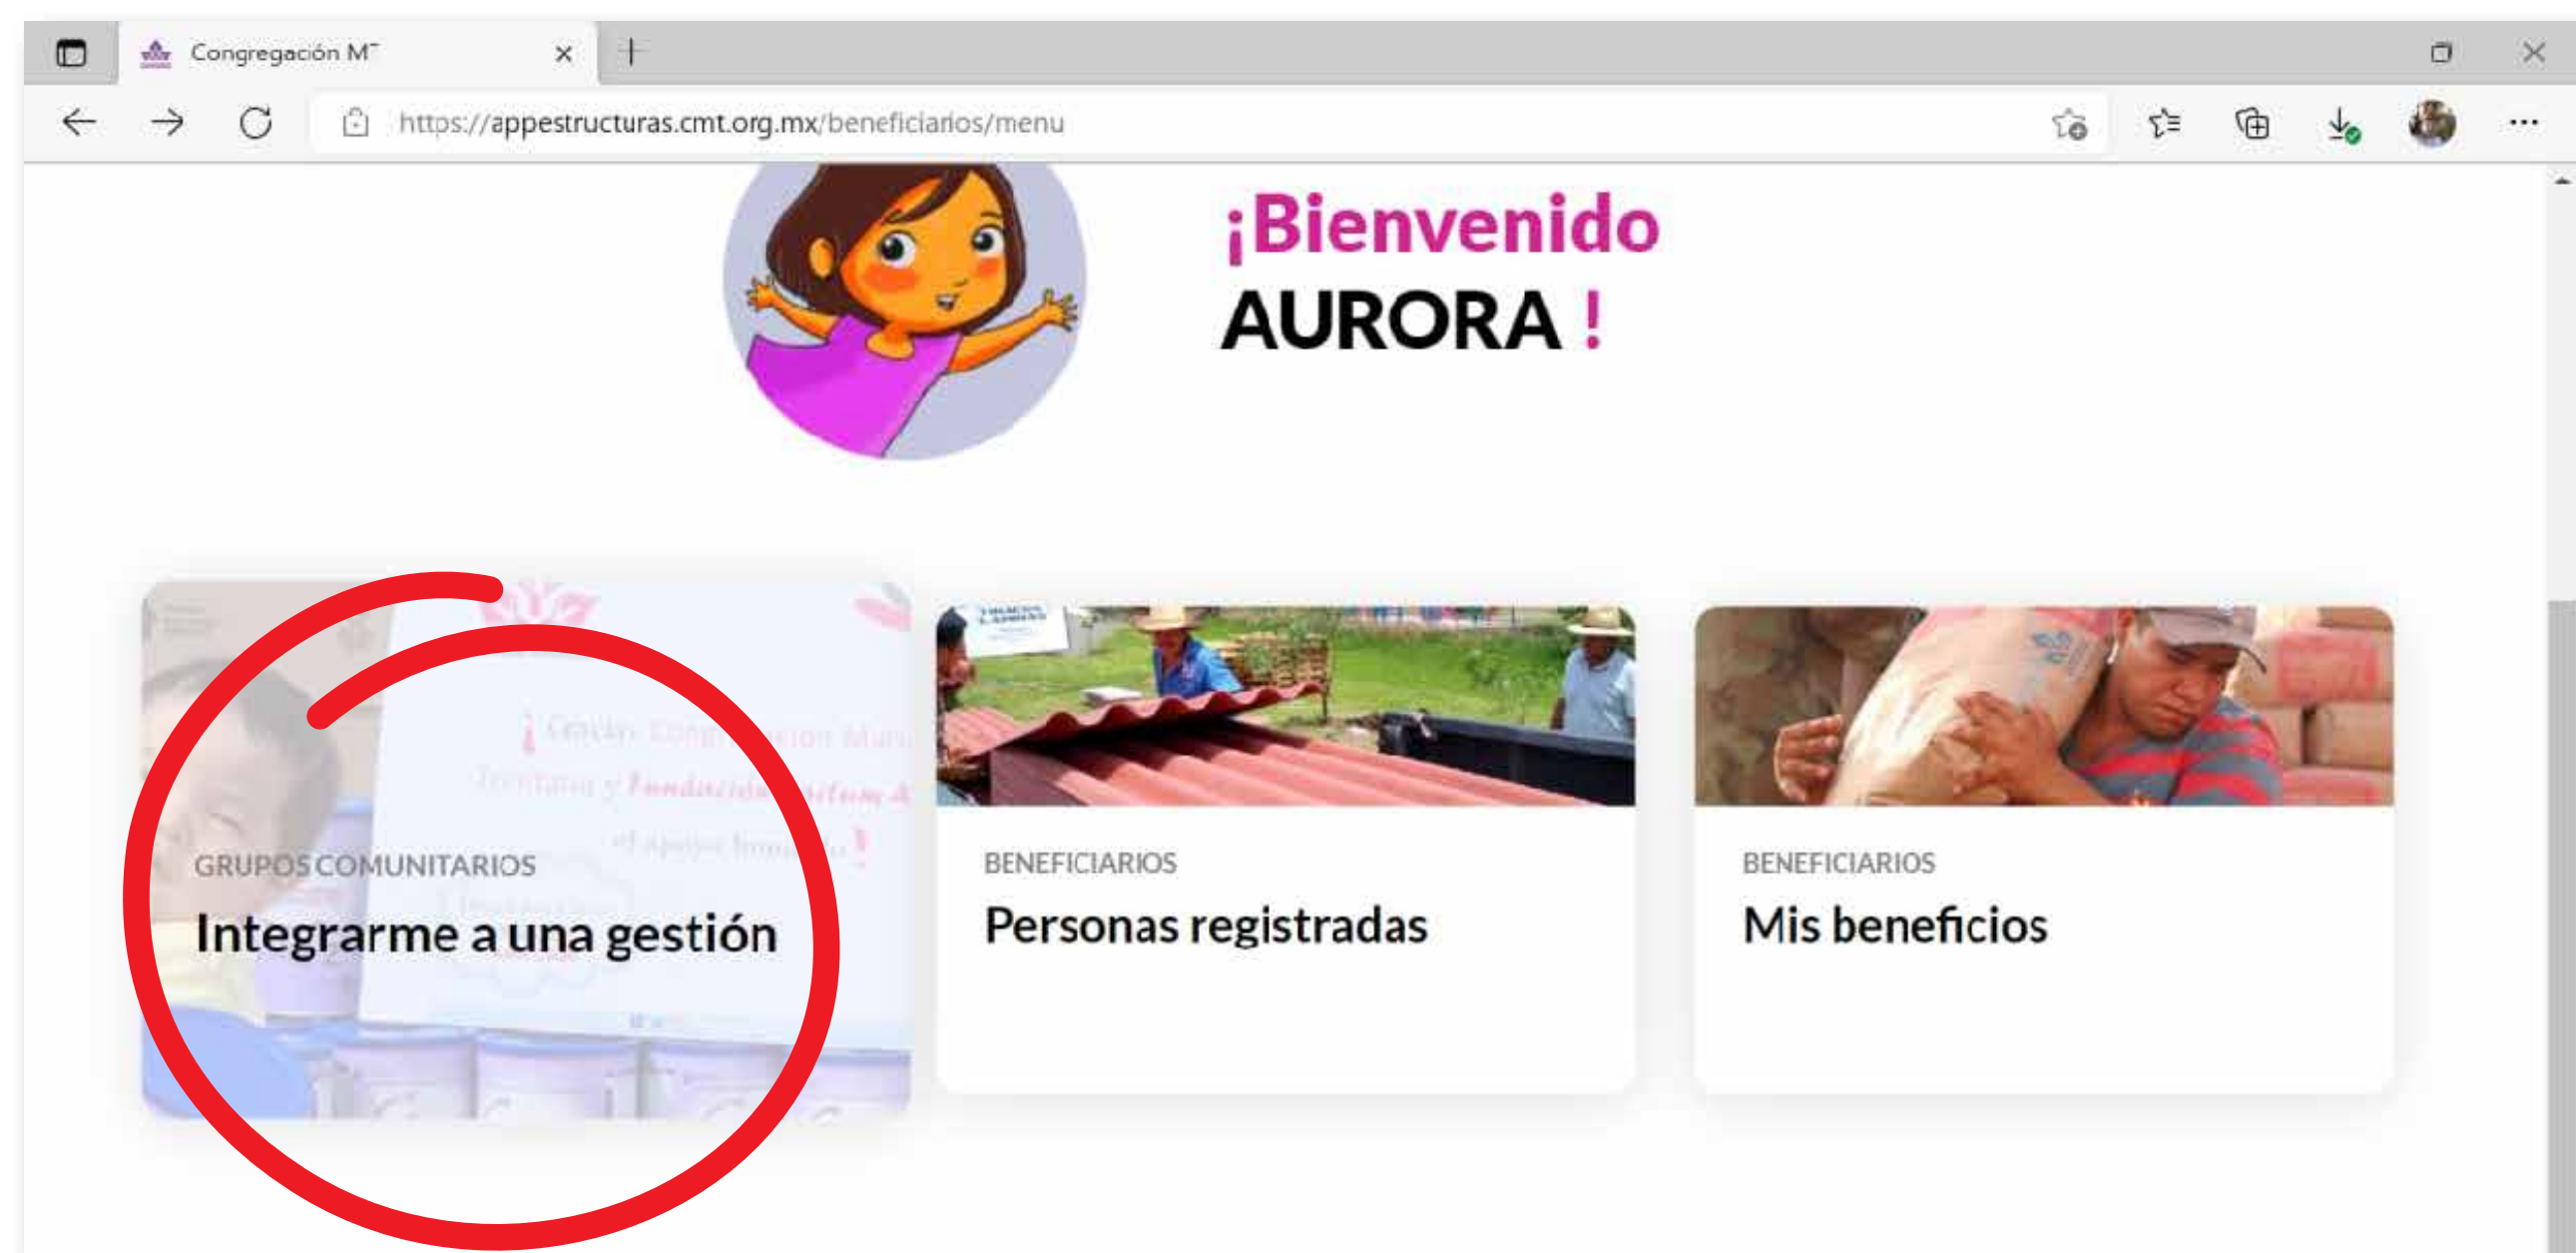 Congregación M
https://appestructuras.cmt.org.mx/beneficiarios/menu
¡Bienvenido
AURORA !
GRUPOS COMUNITARIOS
Integrarme a una gestión
BENEFICIARIOS
Personas registradas
BENEFICIARIOS
Mis beneficios